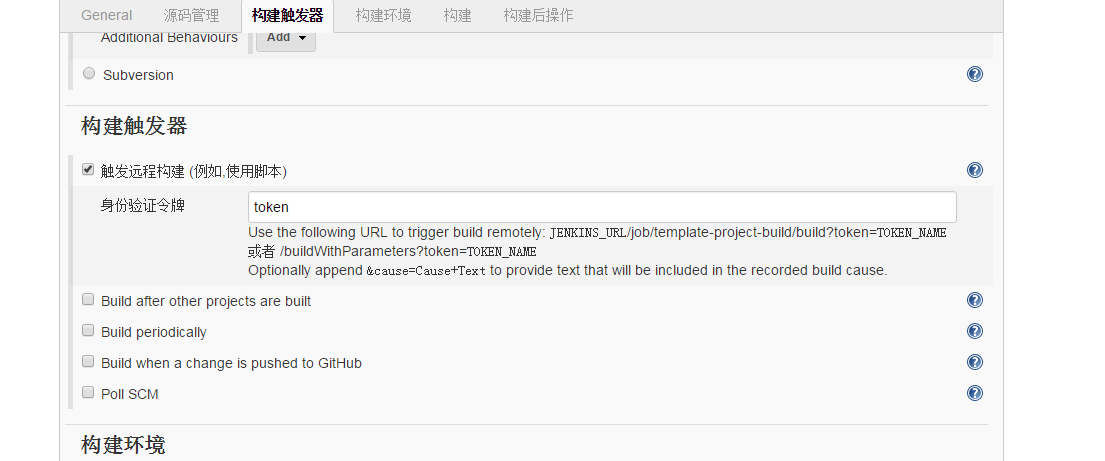 General 源码管理 构建触发器 构建环境 构建 构建后操作
Additional Behaviours Add
Subversion
构建触发器
触发远程构建 (例如,使用脚本)
身份验证令牌 token
Use the following URL to trigger build remotely: JENKINS_URL/job/template-project-build/build?token=TOKEN_NAME
或者 /buildWithParameters?token=TOKEN_NAME
Optionally append &cause=Cause+Text to provide text that will be included in the recorded build cause.
Build after other projects are built
Build periodically
Build when a change is pushed to GitHub
Poll SCM
构建环境